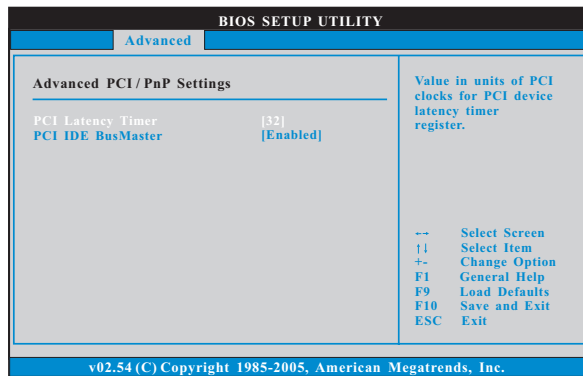 BIOS SETUP UTILITY
Advanced
Advanced PCI / PnP Settings
PCI Latency Timer [32]
PCI IDE BusMaster [Enabled]
Value in units of PCI
clocks for PCI device
latency timer
register.
←→ Select Screen
↑↓ Select Item
+- Change Option
F1 General Help
F9 Load Defaults
F10 Save and Exit
ESC Exit
v02.54 (C) Copyright 1985-2005, American Megatrends, Inc.